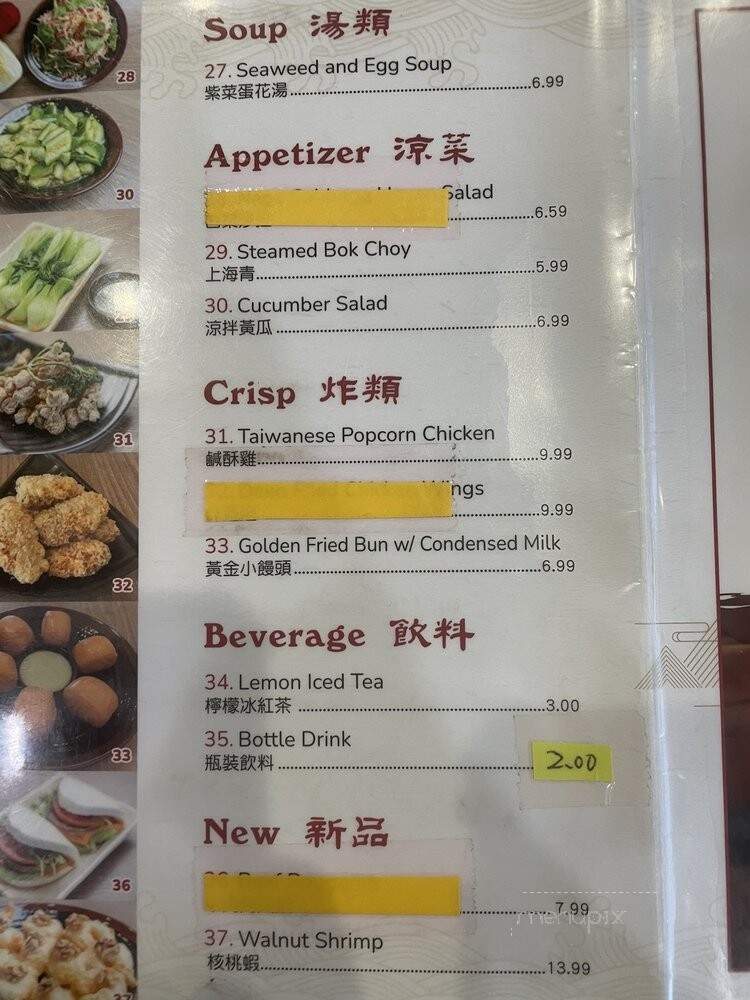 Soup 湯類
27. Seaweed and Egg Soup
紫菜蛋花湯...6.99
Appetizer 涼菜
Salad
...6.59
29. Steamed Bok Choy
上海青...5.99
30. Cucumber Salad
涼拌黃瓜...6.99
Crisp 炸類
31. Taiwanese Popcorn Chicken
鹹酥雞...9.99
Wings
...9.99
33. Golden Fried Bun w/ Condensed Milk
黃金小饅頭...6.99
Beverage 飲料
34. Lemon Iced Tea
檸檬冰紅茶...3.00
35. Bottle Drink
瓶裝飲料...2.00
New 新品
...7.99
37. Walnut Shrimp
核桃蝦...13.99
28
30
31
32
33
36
37
menupix